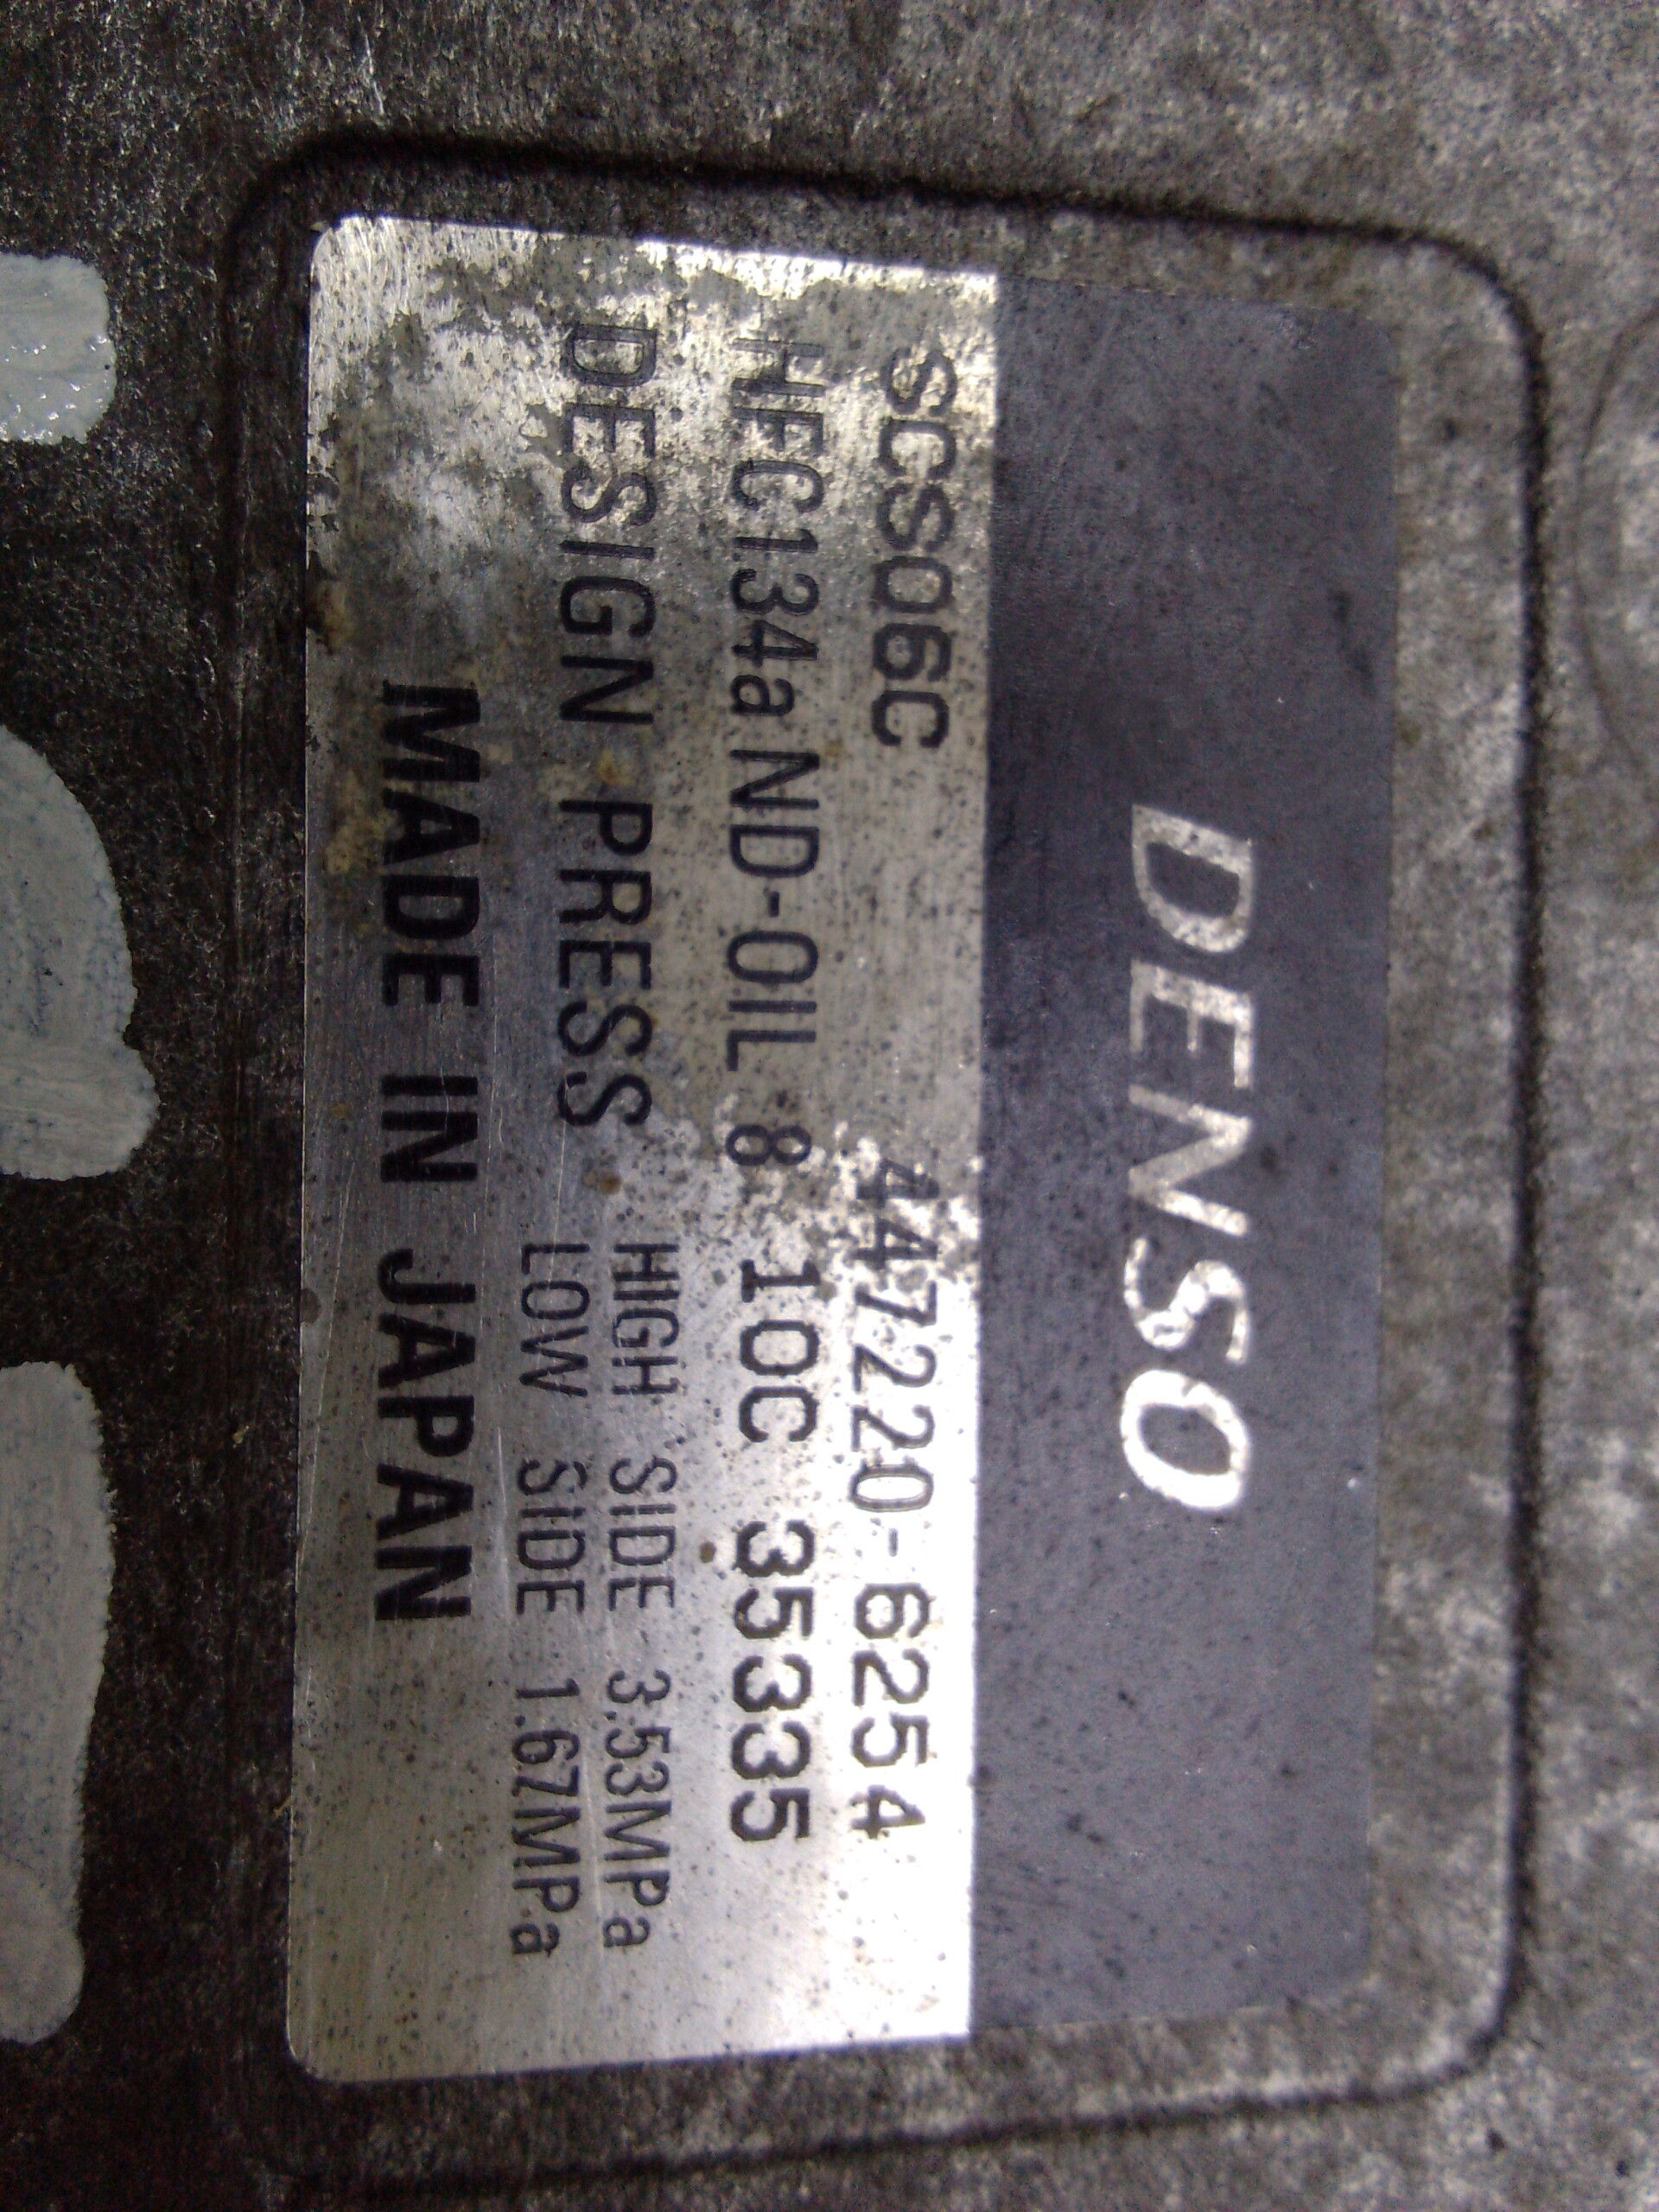 DENSO
SCS06C 447220-6254
HFC134a ND-OIL 8 10C 35335
DESIGN PRESS HIGH SIDE 3.53MPa
LOW SIDE 1.67MPa
MADE IN JAPAN